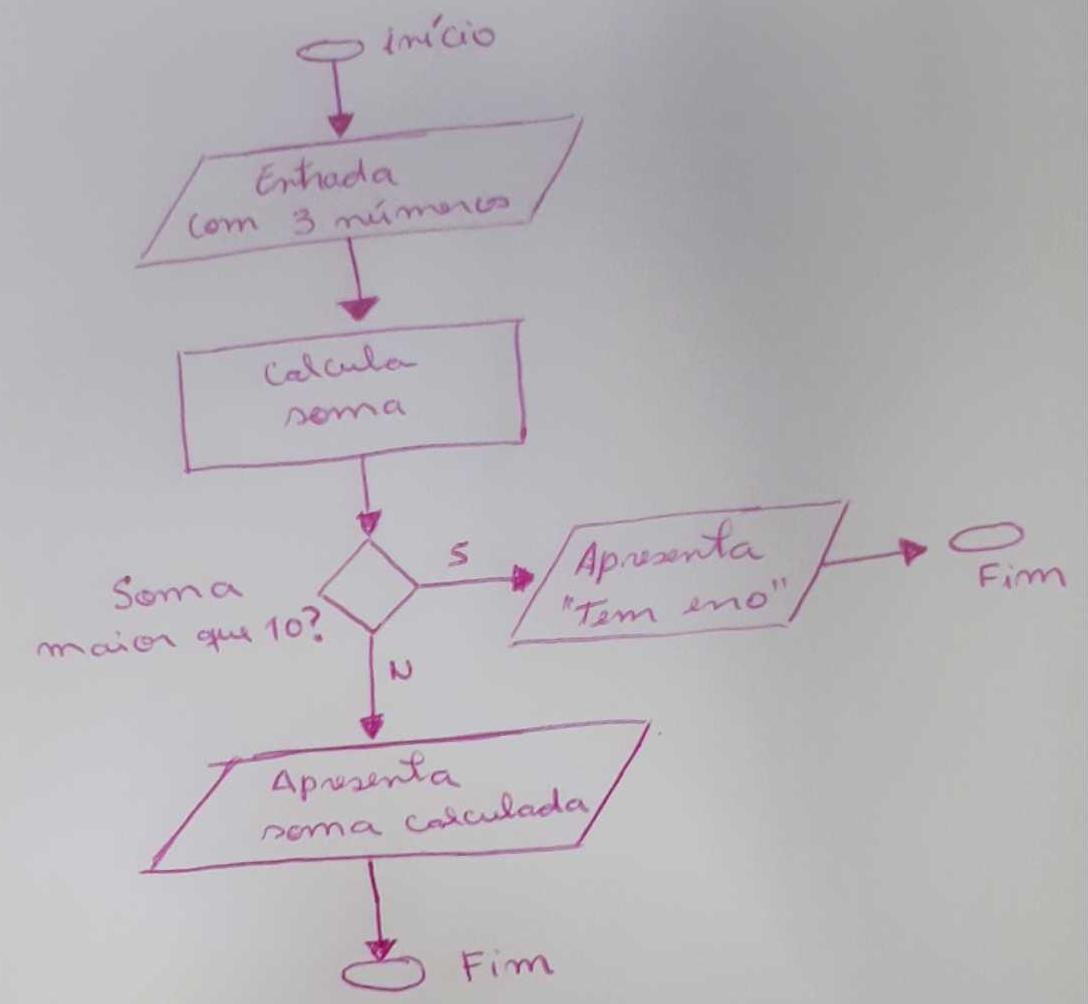 início
Entrada
com 3 números
Calcula
soma
Soma
maior que 10?
S
Apresenta
"Tem erro"
Fim
N
Apresenta
soma calculada
Fim